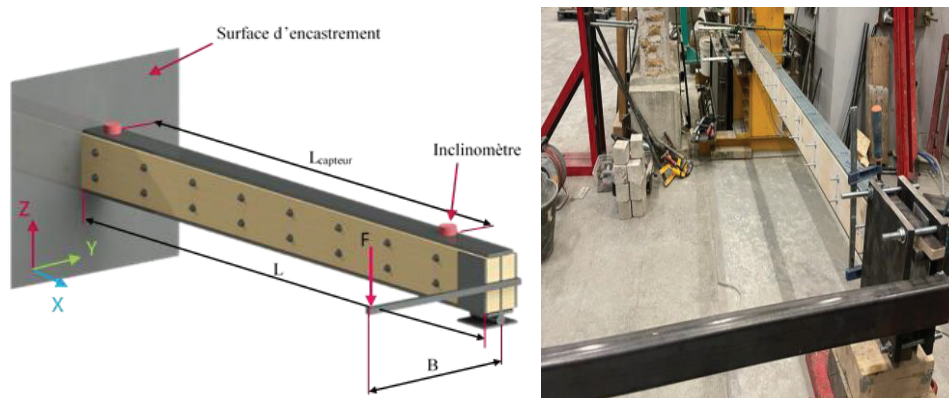 Surface d'encastrement
Lcapteur
Inclinomètre
Z
Y
X
F
L
B